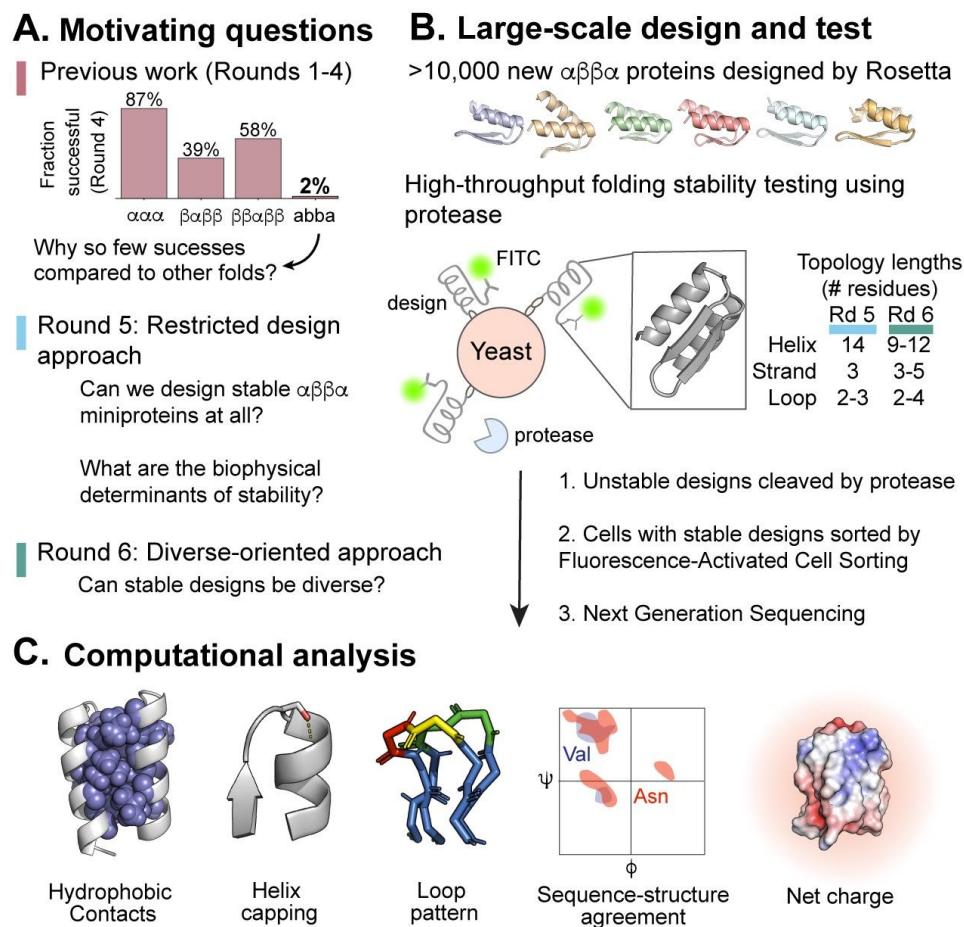 A. Motivating questions
Previous work (Rounds 1-4)
Fraction
successful
(Round 4)
87%
39%
58%
2%
ααα
βαββ
ββαββ
abba
Why so few sucesses
compared to other folds?
Round 5: Restricted design
approach
Can we design stable αββα
miniproteins at all?
What are the biophysical
determinants of stability?
Round 6: Diverse-oriented approach
Can stable designs be diverse?
B. Large-scale design and test
>10,000 new αββα proteins designed by Rosetta
High-throughput folding stability testing using
protease
FITC
design
Yeast
protease
Topology lengths
(# residues)
Rd 5 Rd 6
Helix 14 9-12
Strand 3 3-5
Loop 2-3 2-4
1. Unstable designs cleaved by protease
2. Cells with stable designs sorted by
Fluorescence-Activated Cell Sorting
3. Next Generation Sequencing
C. Computational analysis
Hydrophobic
Contacts
Helix
capping
Loop
pattern
Val
Asn
ψ
ϕ
Sequence-structure
agreement
Net charge